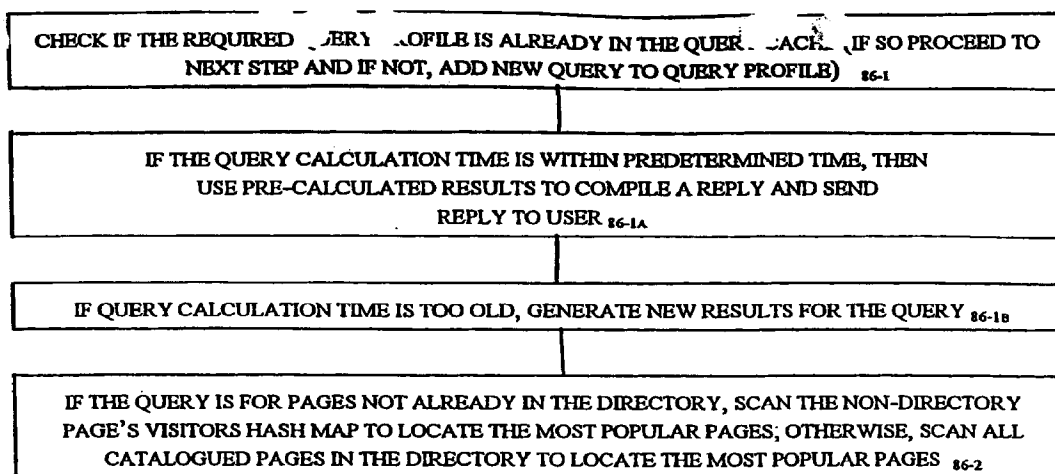 CHECK IF THE REQUIRED IS ALREADY IN THE (IF SO PROCEED TO
NEXT STEP AND IF NOT, ADD NEW QUERY TO QUERY PROFILE) 86-1
IF THE QUERY CALCULATION TIME IS WITHIN PREDETERMINED TIME, THEN
USE PRE-CALCULATED RESULTS TO COMPILE A REPLY AND SEND
REPLY TO USER 86-1A
IF QUERY CALCULATION TIME IS TOO OLD, GENERATE NEW RESULTS FOR THE QUERY 86-1B
IF THE QUERY IS FOR PAGES NOT ALREADY IN THE DIRECTORY, SCAN THE NON-DIRECTORY
PAGE'S VISITORS HASH MAP TO LOCATE THE MOST POPULAR PAGES; OTHERWISE, SCAN ALL
CATALOGUED PAGES IN THE DIRECTORY TO LOCATE THE MOST POPULAR PAGES 86-2